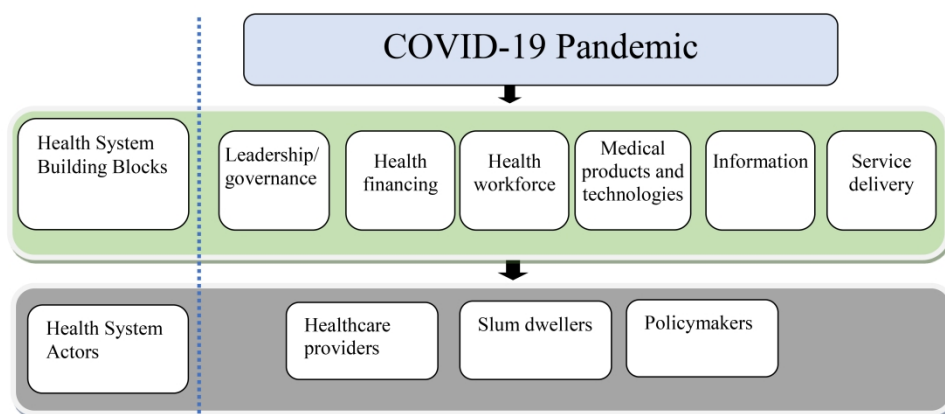 COVID-19 Pandemic
Health System
Building Blocks
Leadership/
governance
Health
financing
Health
workforce
Medical
products and
technologies
Information
Service
delivery
Health System
Actors
Healthcare
providers
Slum dwellers
Policymakers